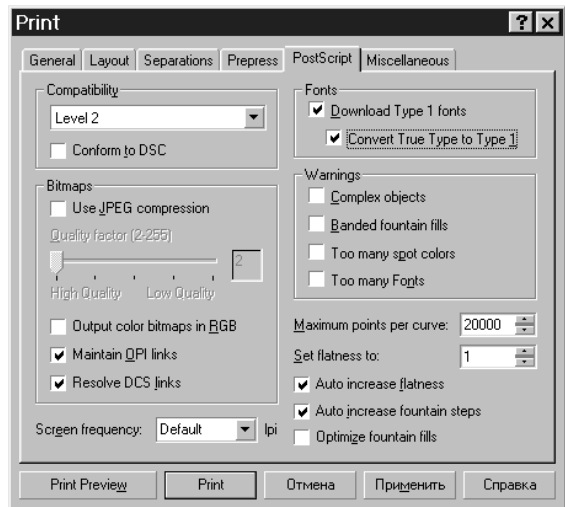 Print
General Layout Separations Prepress PostScript Miscellaneous
Compatibility
Level 2
Conform to DSC
Bitmaps
Use JPEG compression
Quality factor (2-255)
2
High Quality Low Quality
Output color bitmaps in RGB
Maintain OPI links
Resolve DCS links
Screen frequency: Default lpi
Fonts
Download Type 1 fonts
Convert True Type to Type 1
Warnings
Complex objects
Banded fountain fills
Too many spot colors
Too many Fonts
Maximum points per curve: 20000
Set flatness to: 1
Auto increase flatness
Auto increase fountain steps
Optimize fountain fills
Print Preview Print Отмена Применить Справка